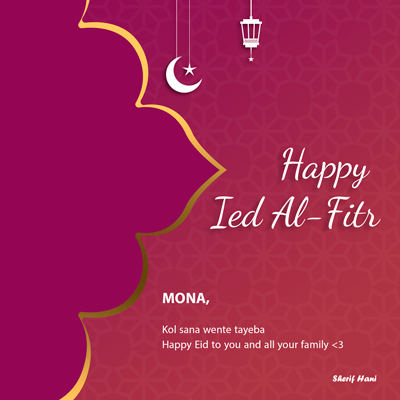 Happy
Ied Al-Fitr
MONA,
Kol sana wente tayeba
Happy Eid to you and all your family <3
Sherif Hani